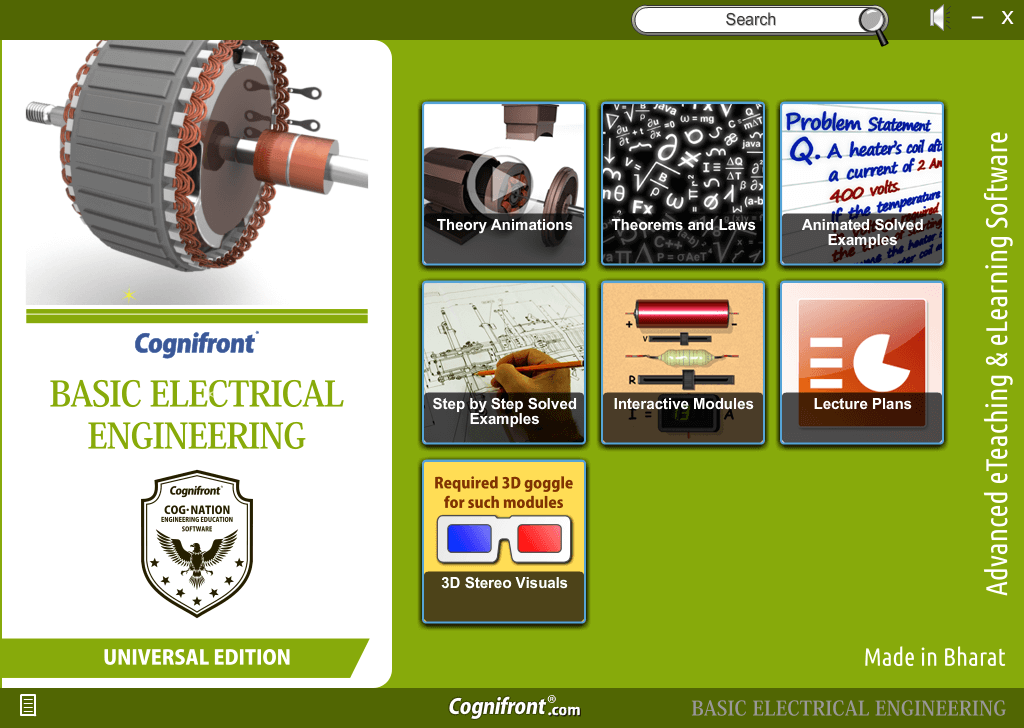 Search
– X
Theory Animations
Theorems and Laws
Problem Statement
Q. A heater's coil aft
a current of 2 Am
400 volts.
if the temperature
Animated Solved
Examples
Step by Step Solved
Examples
+ -
V
R
Interactive Modules
I = A
Lecture Plans
Required 3D goggle
for such modules
3D Stereo Visuals
Cognifront
BASIC ELECTRICAL
ENGINEERING
Cognifront
COG•NATION
ENGINEERING EDUCATION
SOFTWARE
UNIVERSAL EDITION
Advanced eTeaching & eLearning Software
Made in Bharat
Cognifront®.com
BASIC ELECTRICAL ENGINEERING